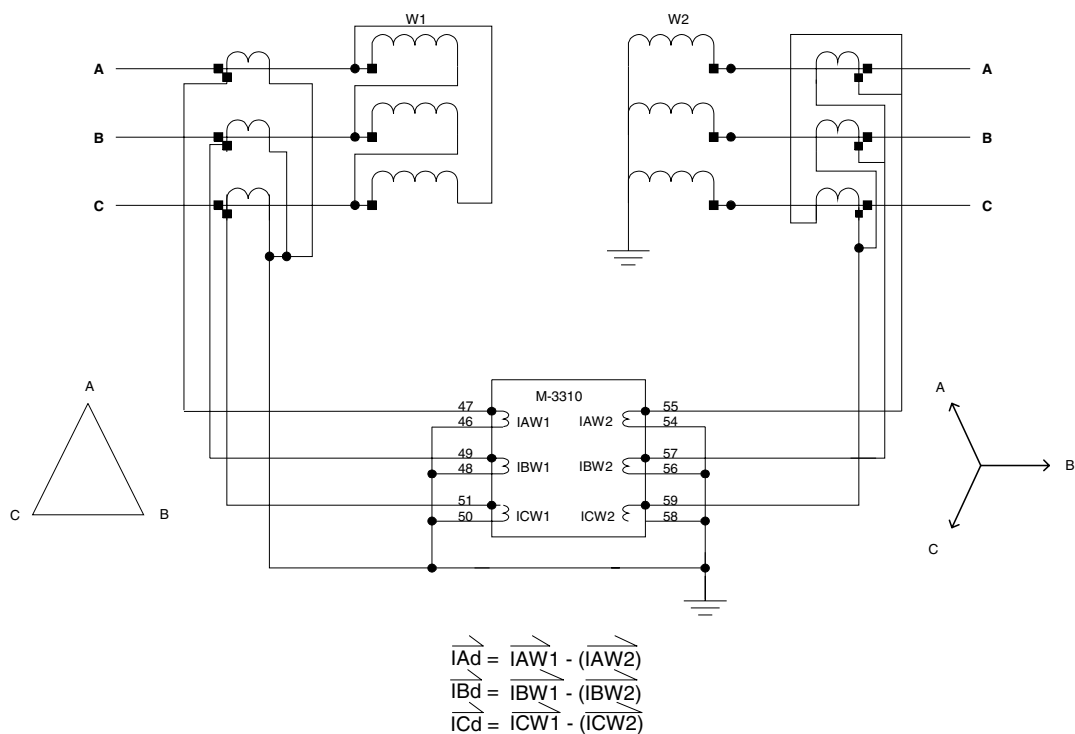 W1 W2
A A
B B
C C
M-3310
47 55
46 IAW1 IAW2 54
49 57
48 IBW1 IBW2 56
51 59
50 ICW1 ICW2 58
A
C B
A
B
C
IAd = IAW1 - (IAW2)
IBd = IBW1 - (IBW2)
ICd = ICW1 - (ICW2)